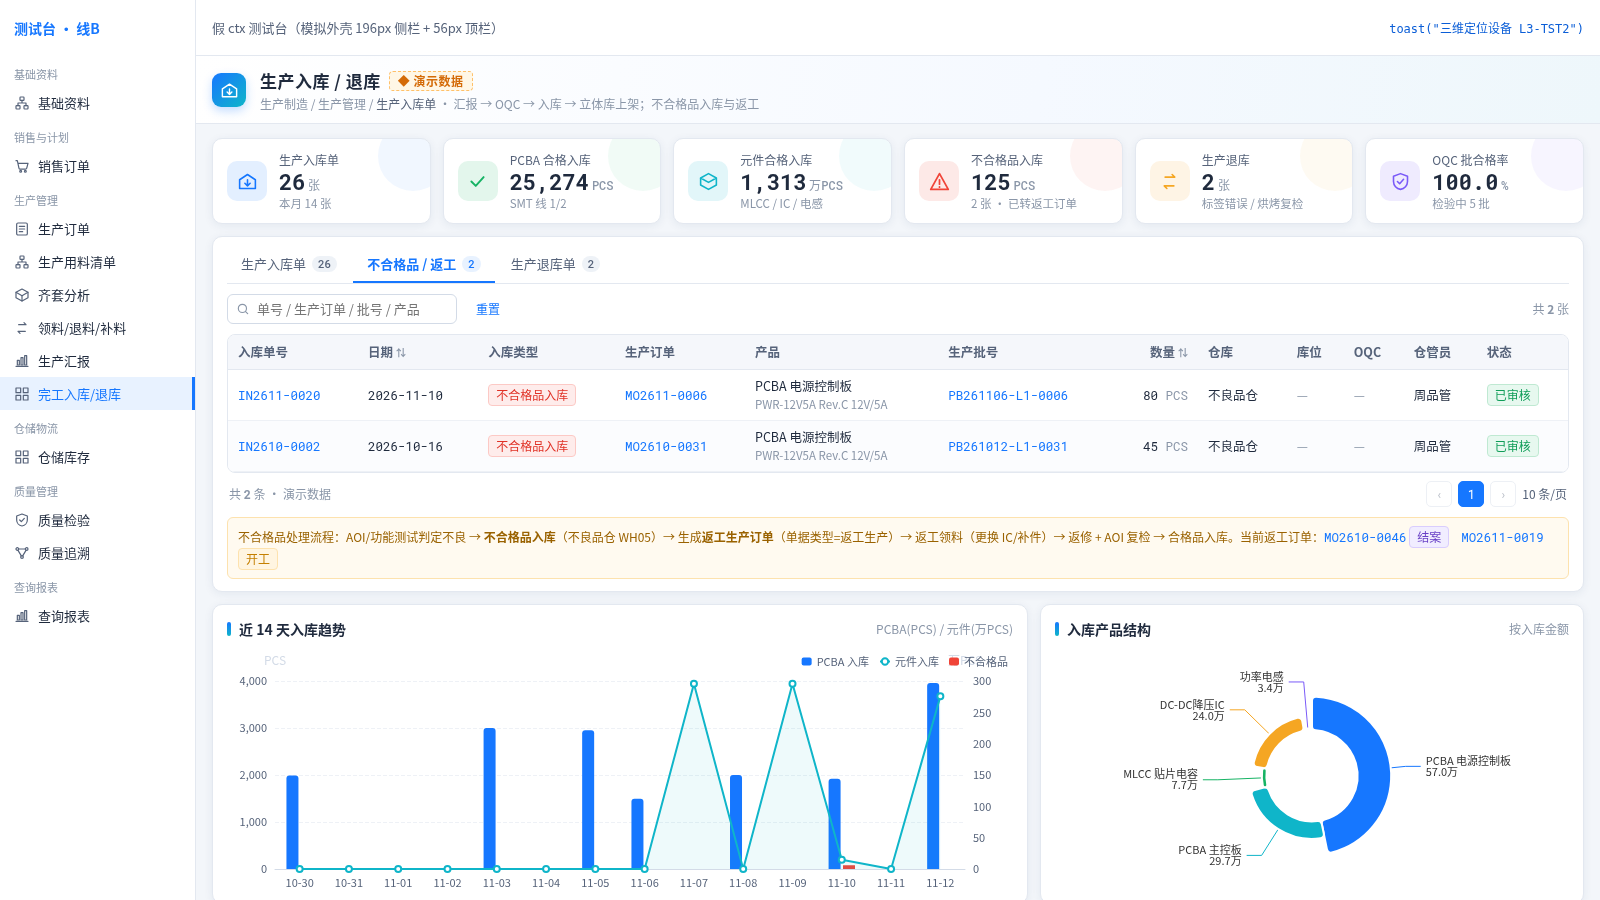 测试台 · 线B
假 ctx 测试台（模拟外壳 196px 侧栏 + 56px 顶栏）
toast("三维定位设备 L3-TST2")
基础资料
基础资料
销售与计划
销售订单
生产管理
生产订单
生产用料清单
齐套分析
领料/退料/补料
生产汇报
完工入库/退库
仓储物流
仓储库存
质量管理
质量检验
质量追溯
查询报表
查询报表
生产入库 / 退库
◆ 演示数据
生产制造 / 生产管理 / 生产入库单 · 汇报 → OQC → 入库 → 立体库上架；不合格品入库与返工
生产入库单
26 张
本月 14 张
PCBA 合格入库
25,274 PCS
SMT 线 1/2
元件合格入库
1,313 万PCS
MLCC / IC / 电感
不合格品入库
125 PCS
2 张 · 已转返工订单
生产退库
2 张
标签错误 / 烘烤复检
OQC 批合格率
100.0 %
检验中 5 批
生产入库单 26
不合格品 / 返工 2
生产退库单 2
单号 / 生产订单 / 批号 / 产品
重置
共 2 张
入库单号 日期 ⇅ 入库类型 生产订单 产品 生产批号 数量 ⇅ 仓库 库位 OQC 仓管员 状态
IN2611-0020 2026-11-10 不合格品入库 MO2611-0006 PCBA 电源控制板 PB261106-L1-0006 80 PCS 不良品仓 — — 周品管 已审核
PWR-12V5A Rev.C 12V/5A
IN2610-0002 2026-10-16 不合格品入库 MO2610-0031 PCBA 电源控制板 PB261012-L1-0031 45 PCS 不良品仓 — — 周品管 已审核
PWR-12V5A Rev.C 12V/5A
共 2 条 · 演示数据
‹ 1 › 10 条/页
不合格品处理流程：AOI/功能测试判定不良 → 不合格品入库（不良品仓 WH05）→ 生成返工生产订单（单据类型=返工生产）→ 返工领料（更换 IC/补件）→ 返修 + AOI 复检 → 合格品入库。当前返工订单：MO2610-0046 结案 MO2611-0019
开工
近 14 天入库趋势
PCBA(PCS) / 元件(万PCS)
PCS
PCBA 入库 元件入库 不合格品
4,000
3,000
2,000
1,000
0
300
250
200
150
100
50
0
10-30 10-31 11-01 11-02 11-03 11-04 11-05 11-06 11-07 11-08 11-09 11-10 11-11 11-12
入库产品结构
按入库金额
功率电感
3.4万
DC-DC降压IC
24.0万
MLCC 贴片电容
7.7万
PCBA 主控板
29.7万
PCBA 电源控制板
57.0万